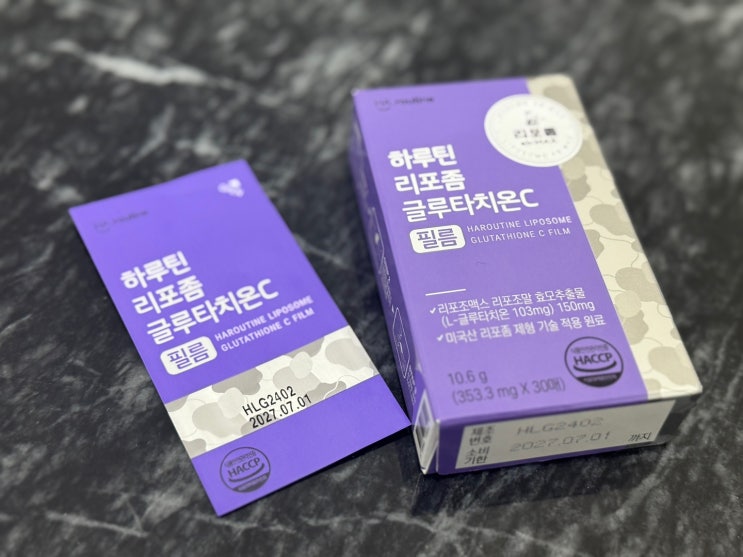 하루틴
리포좀
글루타치온C
필름
HAROUTINE LIPOSOME
GLUTATHIONE C FILM
HLG2402
2027.07.01
HACCP
하루틴
리포좀
글루타치온C
필름
HAROUTINE LIPOSOME
GLUTATHIONE C FILM
✓리포조맥스 리포조말 효모추출물
(L-글루타치온 103mg) 150mg
✓미국산 리포좀 제형 기술 적용 원료
10.6 g
(353.3 mg X 30매)
HACCP
제조
번호
HLG2402
소비
기한
2027.07.01 까지